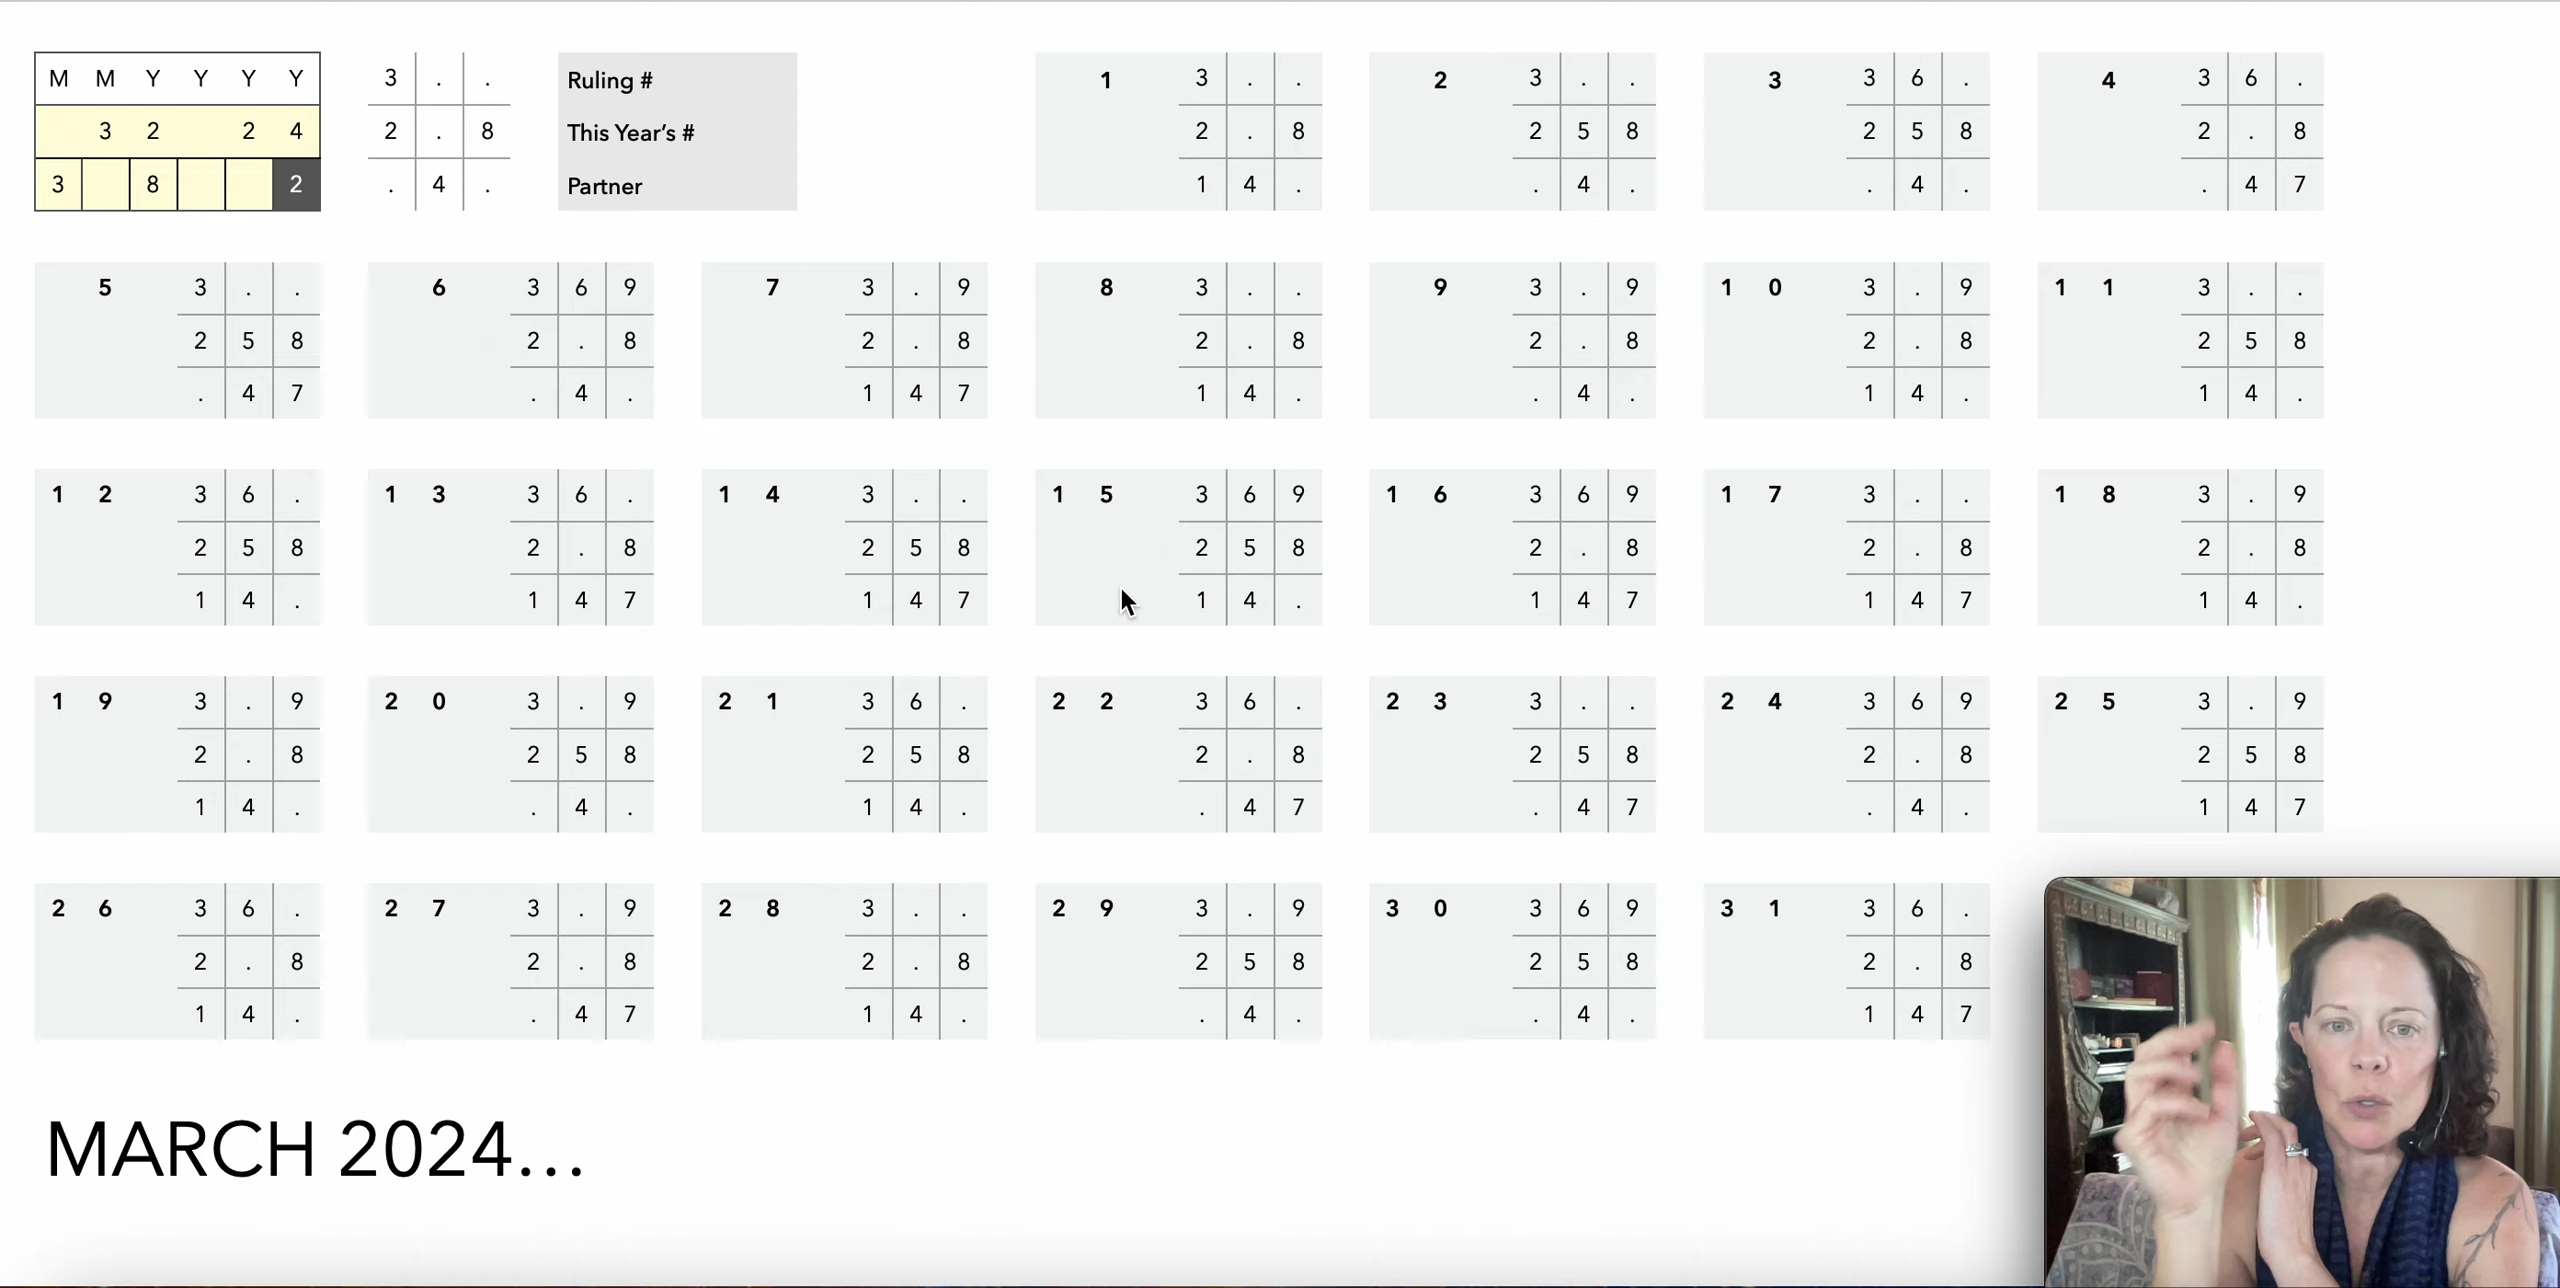 M M Y Y Y Y 3 . . Ruling # 1 3 . . 2 3 . . 3 3 6 . 4 3 6 .
3 2 2 4 2 . 8 This Year’s # 2 . 8 2 5 8 2 5 8 2 . 8
3 8 2 . 4 . Partner 1 4 . . 4 . . 4 . . 4 7
5 3 . . 6 3 6 9 7 3 . 9 8 3 . . 9 3 . 9 1 0 3 . 9 1 1 3 . .
2 5 8 2 . 8 2 . 8 2 . 8 2 . 8 2 . 8 2 5 8
. 4 7 . 4 . 1 4 7 1 4 . . 4 . 1 4 . 1 4 .
1 2 3 6 . 1 3 3 6 . 1 4 3 . . 1 5 3 6 9 1 6 3 6 9 1 7 3 . . 1 8 3 . 9
2 5 8 2 . 8 2 5 8 2 5 8 2 . 8 2 . 8 2 . 8
1 4 . 1 4 7 1 4 7 1 4 . 1 4 7 1 4 7 1 4 .
1 9 3 . 9 2 0 3 . 9 2 1 3 6 . 2 2 3 6 . 2 3 3 . . 2 4 3 6 9 2 5 3 . 9
2 . 8 2 5 8 2 5 8 2 . 8 2 5 8 2 . 8 2 5 8
1 4 . . 4 . 1 4 . . 4 7 . 4 7 . 4 . 1 4 7
2 6 3 6 . 2 7 3 . 9 2 8 3 . . 2 9 3 . 9 3 0 3 6 9 3 1 3 6 .
2 . 8 2 . 8 2 . 8 2 5 8 2 5 8 2 . 8
1 4 . . 4 7 1 4 . . 4 . . 4 . 1 4 7
MARCH 2024...